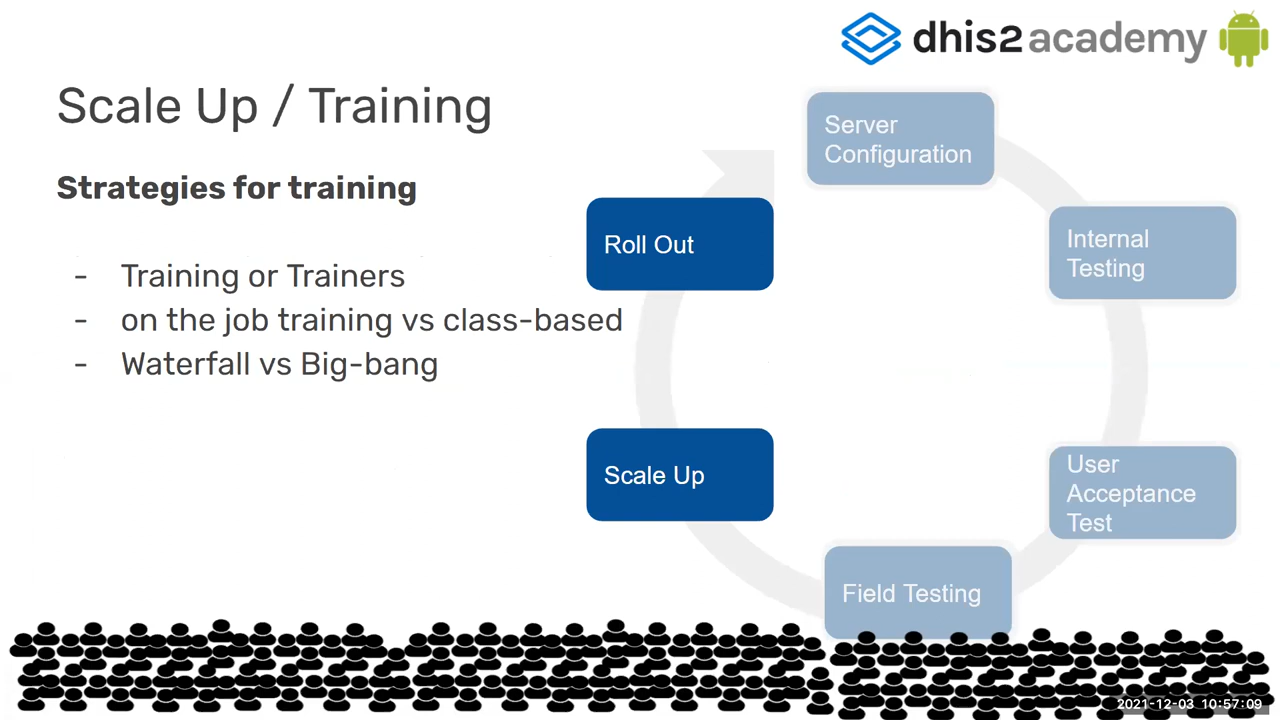 dhis2 academy
Scale Up / Training
Strategies for training
- Training or Trainers
- on the job training vs class-based
- Waterfall vs Big-bang
Server
Configuration
Internal
Testing
User
Acceptance
Test
Field Testing
Scale Up
Roll Out
2021-12-03 10:57:09